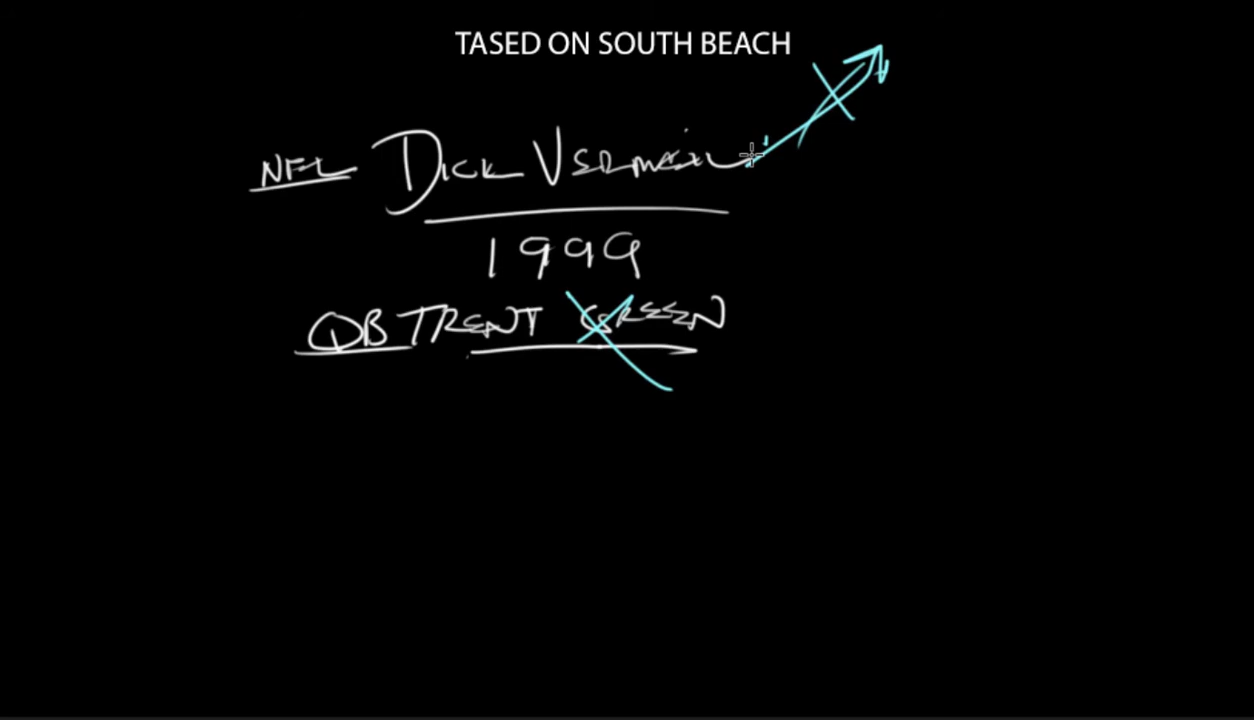 TASED ON SOUTH BEACH
NFL DICK VERMEIL
1999
QB TRENT GREEN